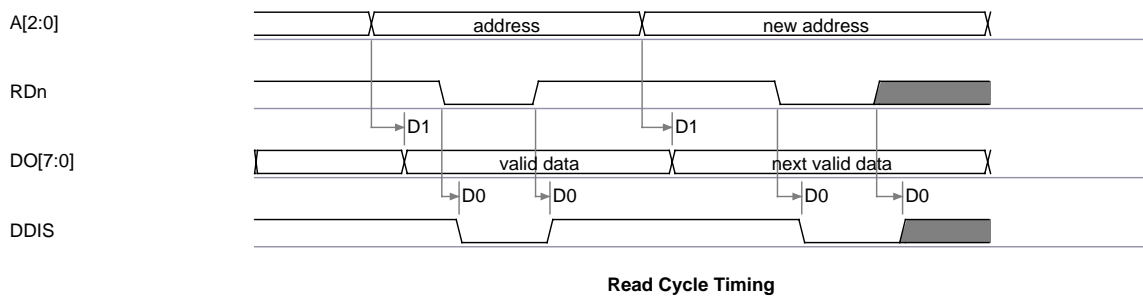 A[2:0] address new address
RDn
D1 D1
DO[7:0] valid data next valid data
D0 D0 D0 D0
DDIS
Read Cycle Timing